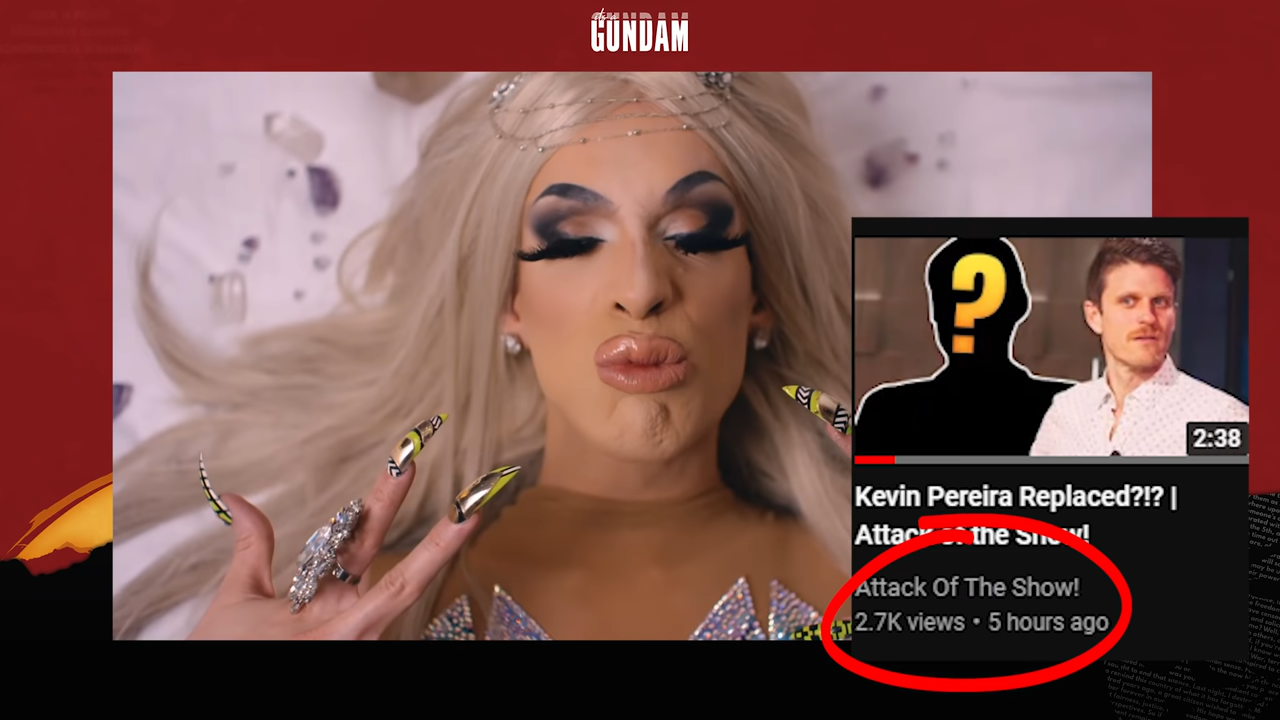 it's a
GUNDAM
?
2:38
Kevin Pereira Replaced?!? |
Attack of the Show!
Attack Of The Show!
2.7K views • 5 hours ago